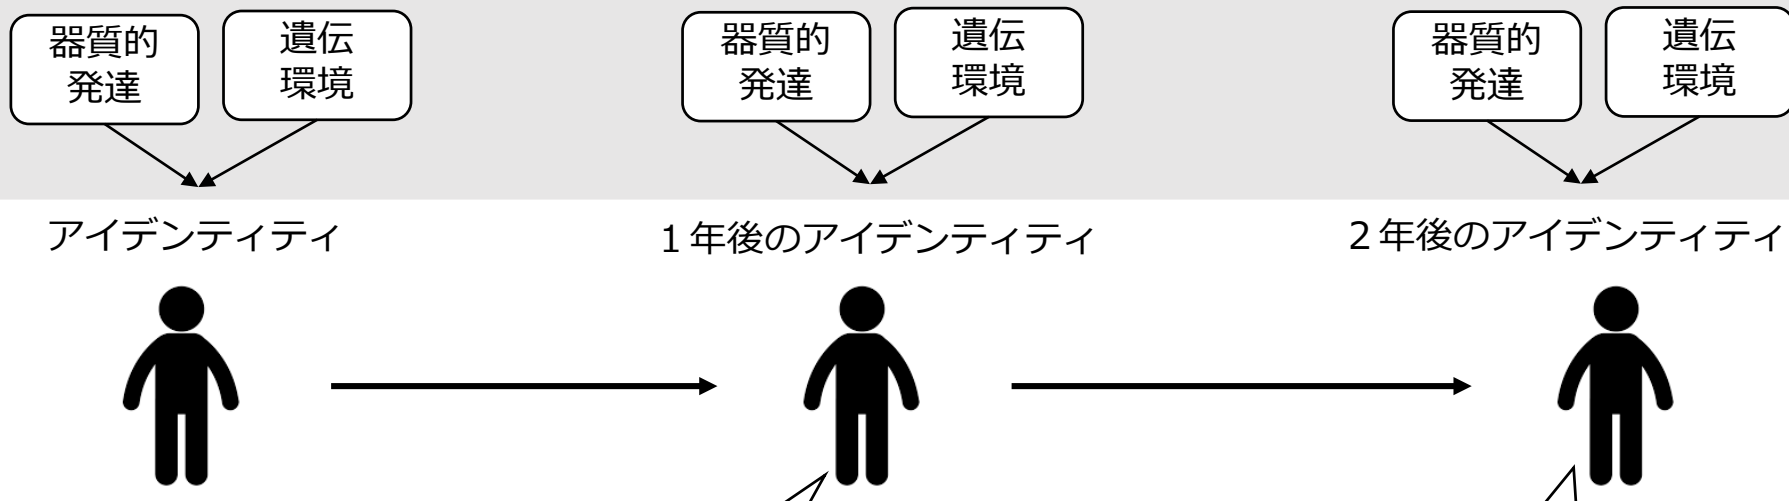 器質的
発達
遺伝
環境
器質的
発達
遺伝
環境
器質的
発達
遺伝
環境
アイデンティティ
１年後のアイデンティティ
２年後のアイデンティティ